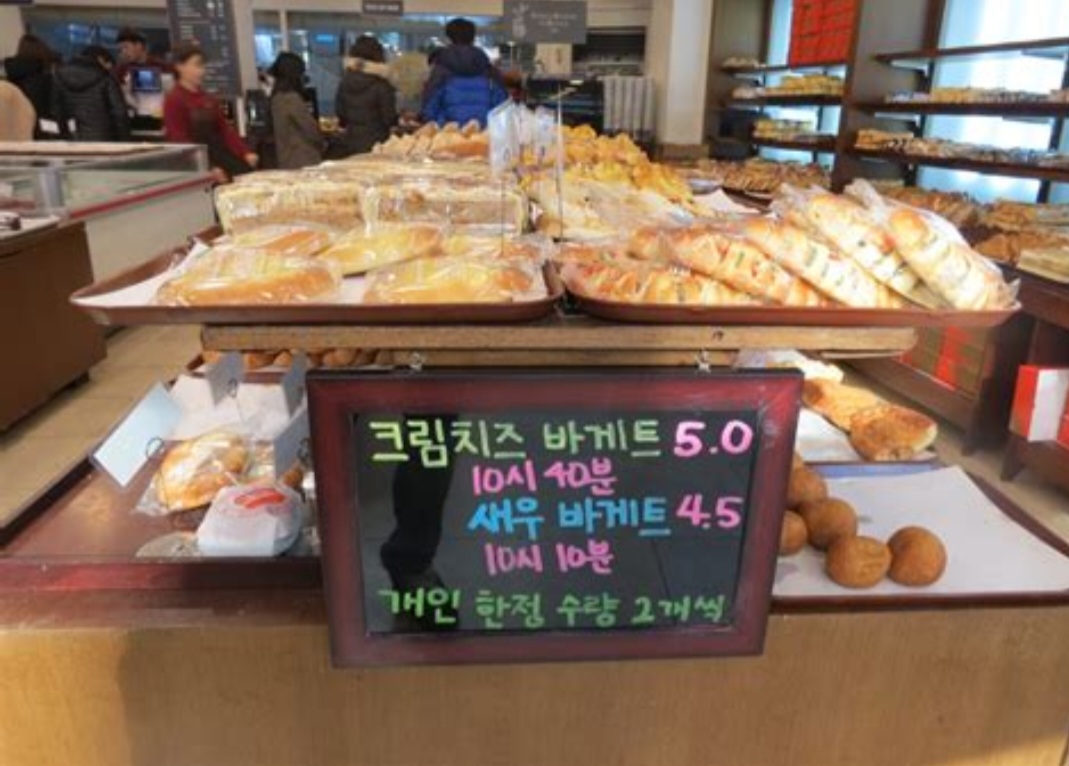 크림치즈 바게트 5.0
10시 40분
새우 바게트 4.5
10시 10분
개인 한정 수량 2개씩